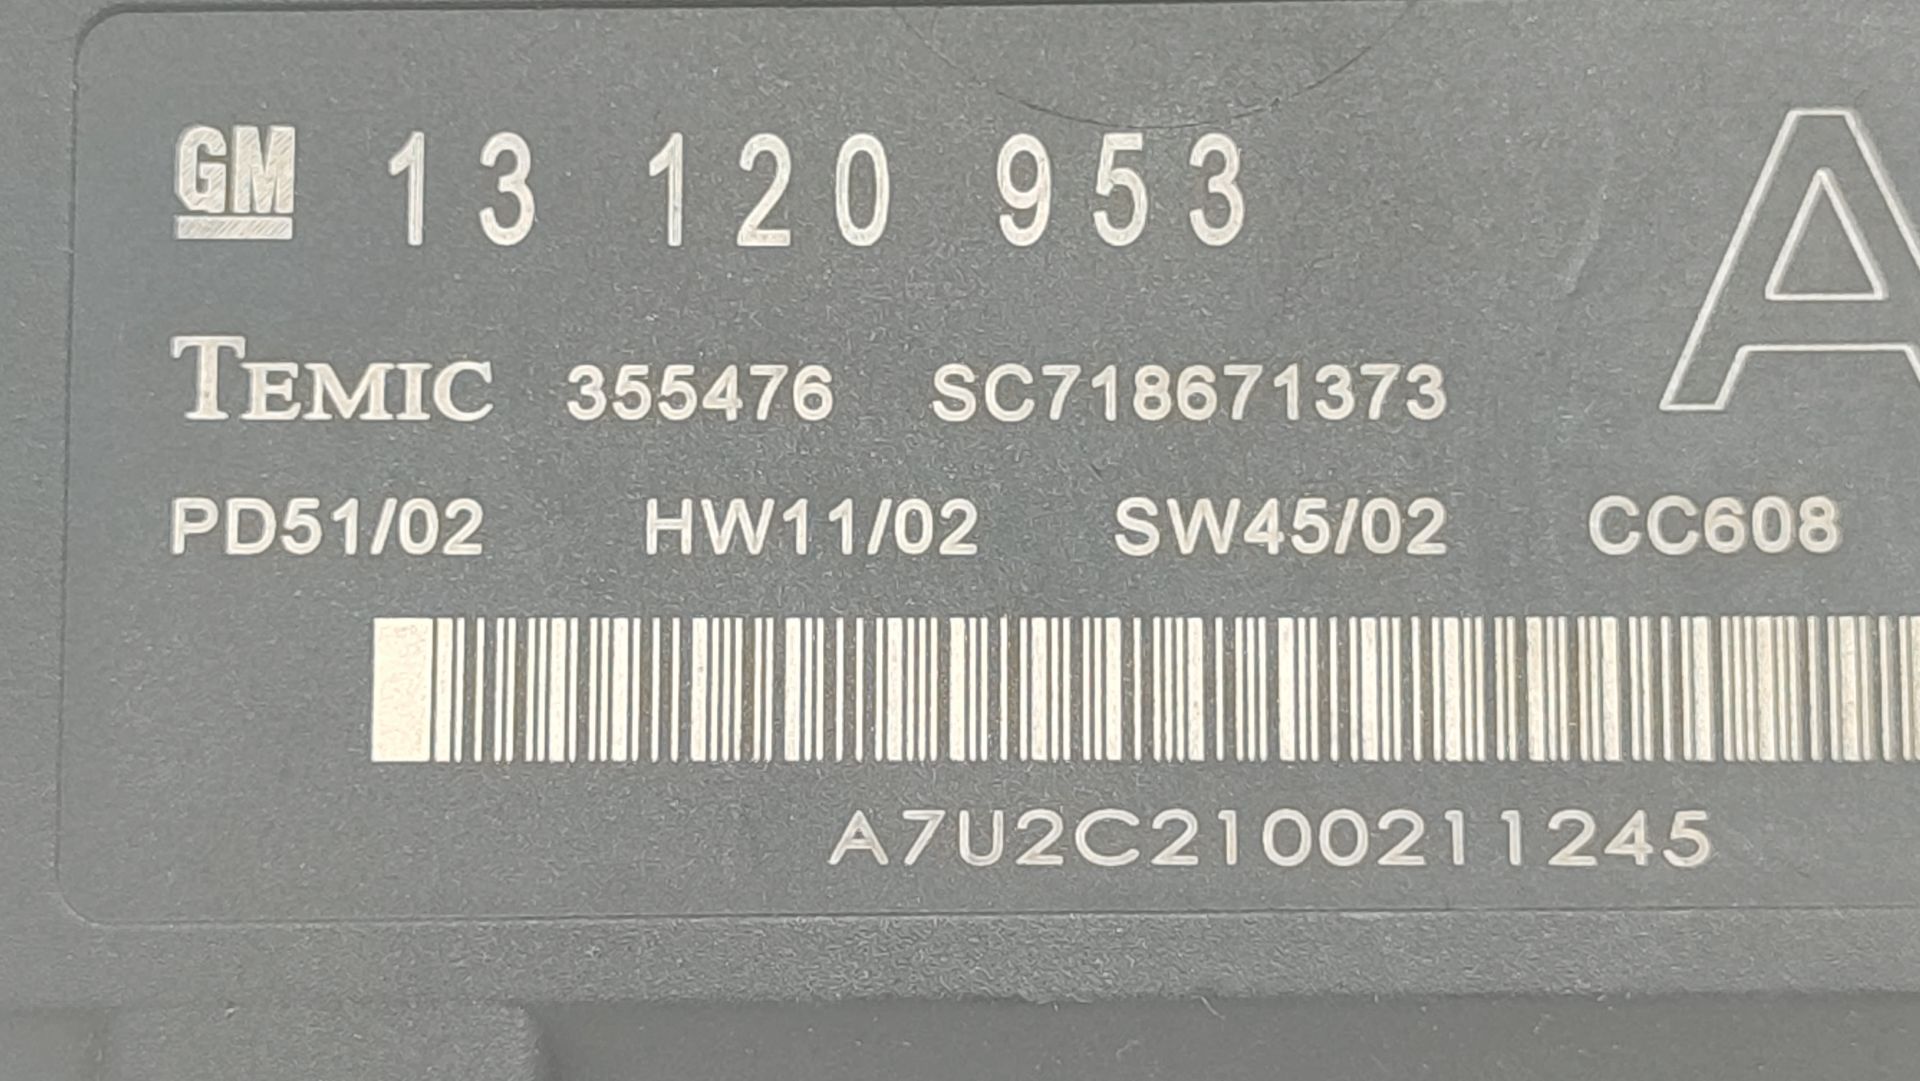 GM 13 120 953
A
TEMIC 355476 SC718671373
PD51/02 HW11/02 SW45/02 CC608
A7U2C2100211245